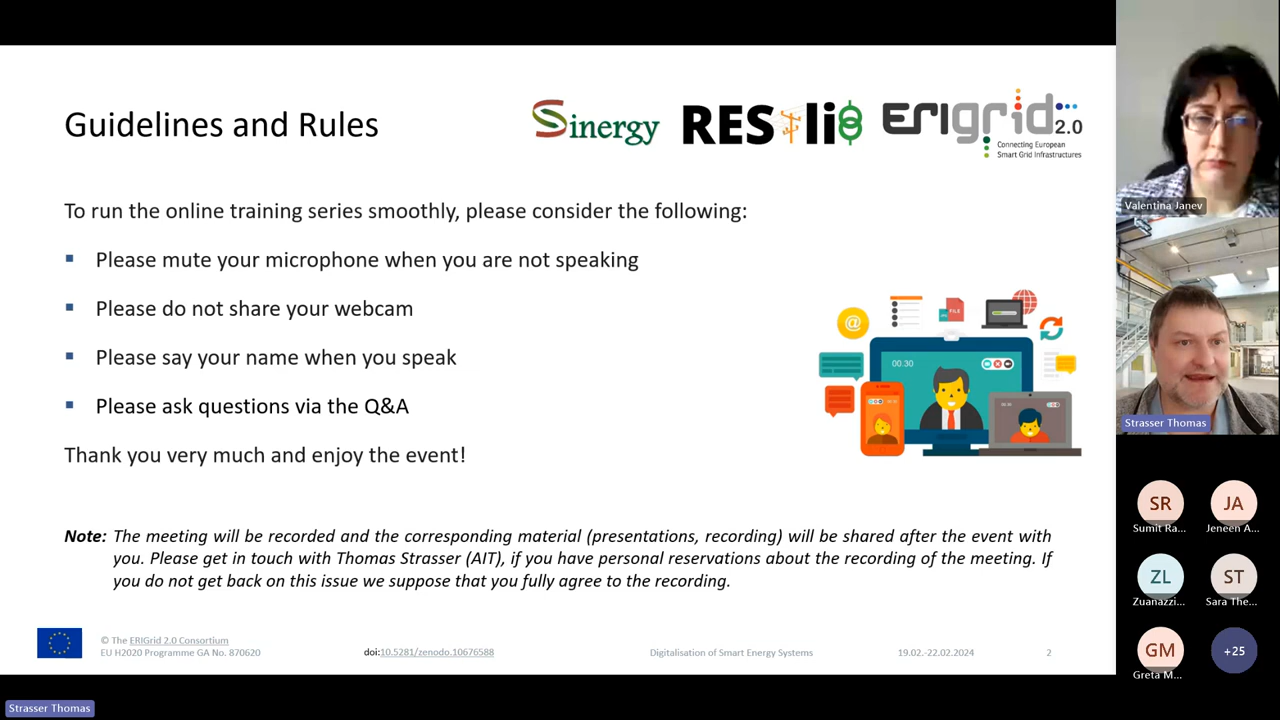 Guidelines and Rules
Sinergy
RESili8
ERIgrid 2.0
Connecting European
Smart Grid Infrastructures
To run the online training series smoothly, please consider the following:
Please mute your microphone when you are not speaking
Please do not share your webcam
Please say your name when you speak
Please ask questions via the Q&A
Thank you very much and enjoy the event!
@
FILE
00.30
Note: The meeting will be recorded and the corresponding material (presentations, recording) will be shared after the event with
you. Please get in touch with Thomas Strasser (AIT), if you have personal reservations about the recording of the meeting. If
you do not get back on this issue we suppose that you fully agree to the recording.
© The ERIGrid 2.0 Consortium
EU H2020 Programme GA No. 870620
doi:10.5281/zenodo.10676588
Digitalisation of Smart Energy Systems
19.02.-22.02.2024
2
Valentina Janev
Strasser Thomas
SR
Sumit Ra...
JA
Jeneen A...
ZL
Zuanazzi...
ST
Sara The...
GM
Greta M...
+25
Strasser Thomas